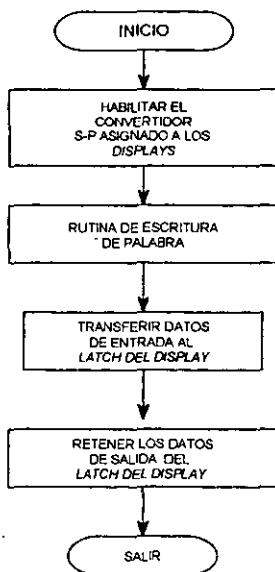 INICIO
HABILITAR EL
CONVERTIDOR
S-P ASIGNADO A LOS
DISPLAYS
RUTINA DE ESCRITURA
DE PALABRA
TRANSFERIR DATOS
DE ENTRADA AL
LATCH DEL DISPLAY
RETENER LOS DATOS
DE SALIDA DEL
LATCH DEL DISPLAY
SALIR